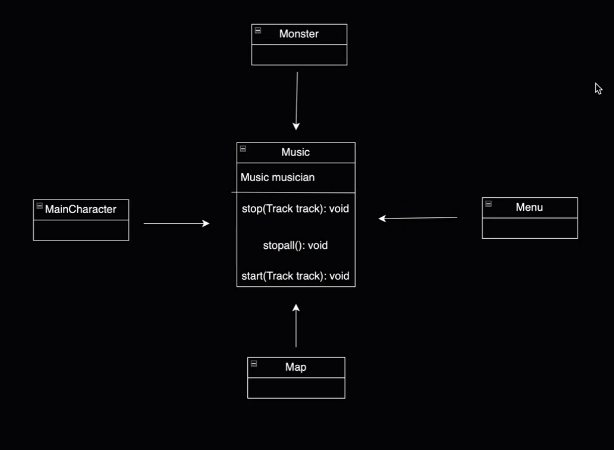 Monster
Music
Music musician
stop(Track track): void
stopall(): void
start(Track track): void
MainCharacter
Menu
Map